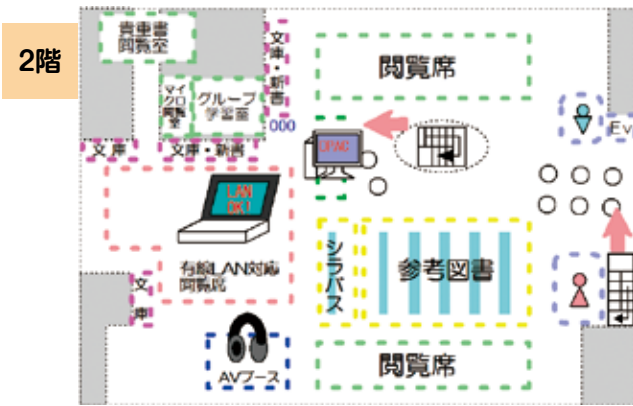 2階
貴重書
閲覧室
文庫・新書
000
マイクロ閲覧室
グループ
学習室
閲覧席
文庫
文庫・新書
OPAC
Ev
LAN
OK!
有線LAN対応
閲覧席
シラバス
参考図書
文庫
AVブース
閲覧席